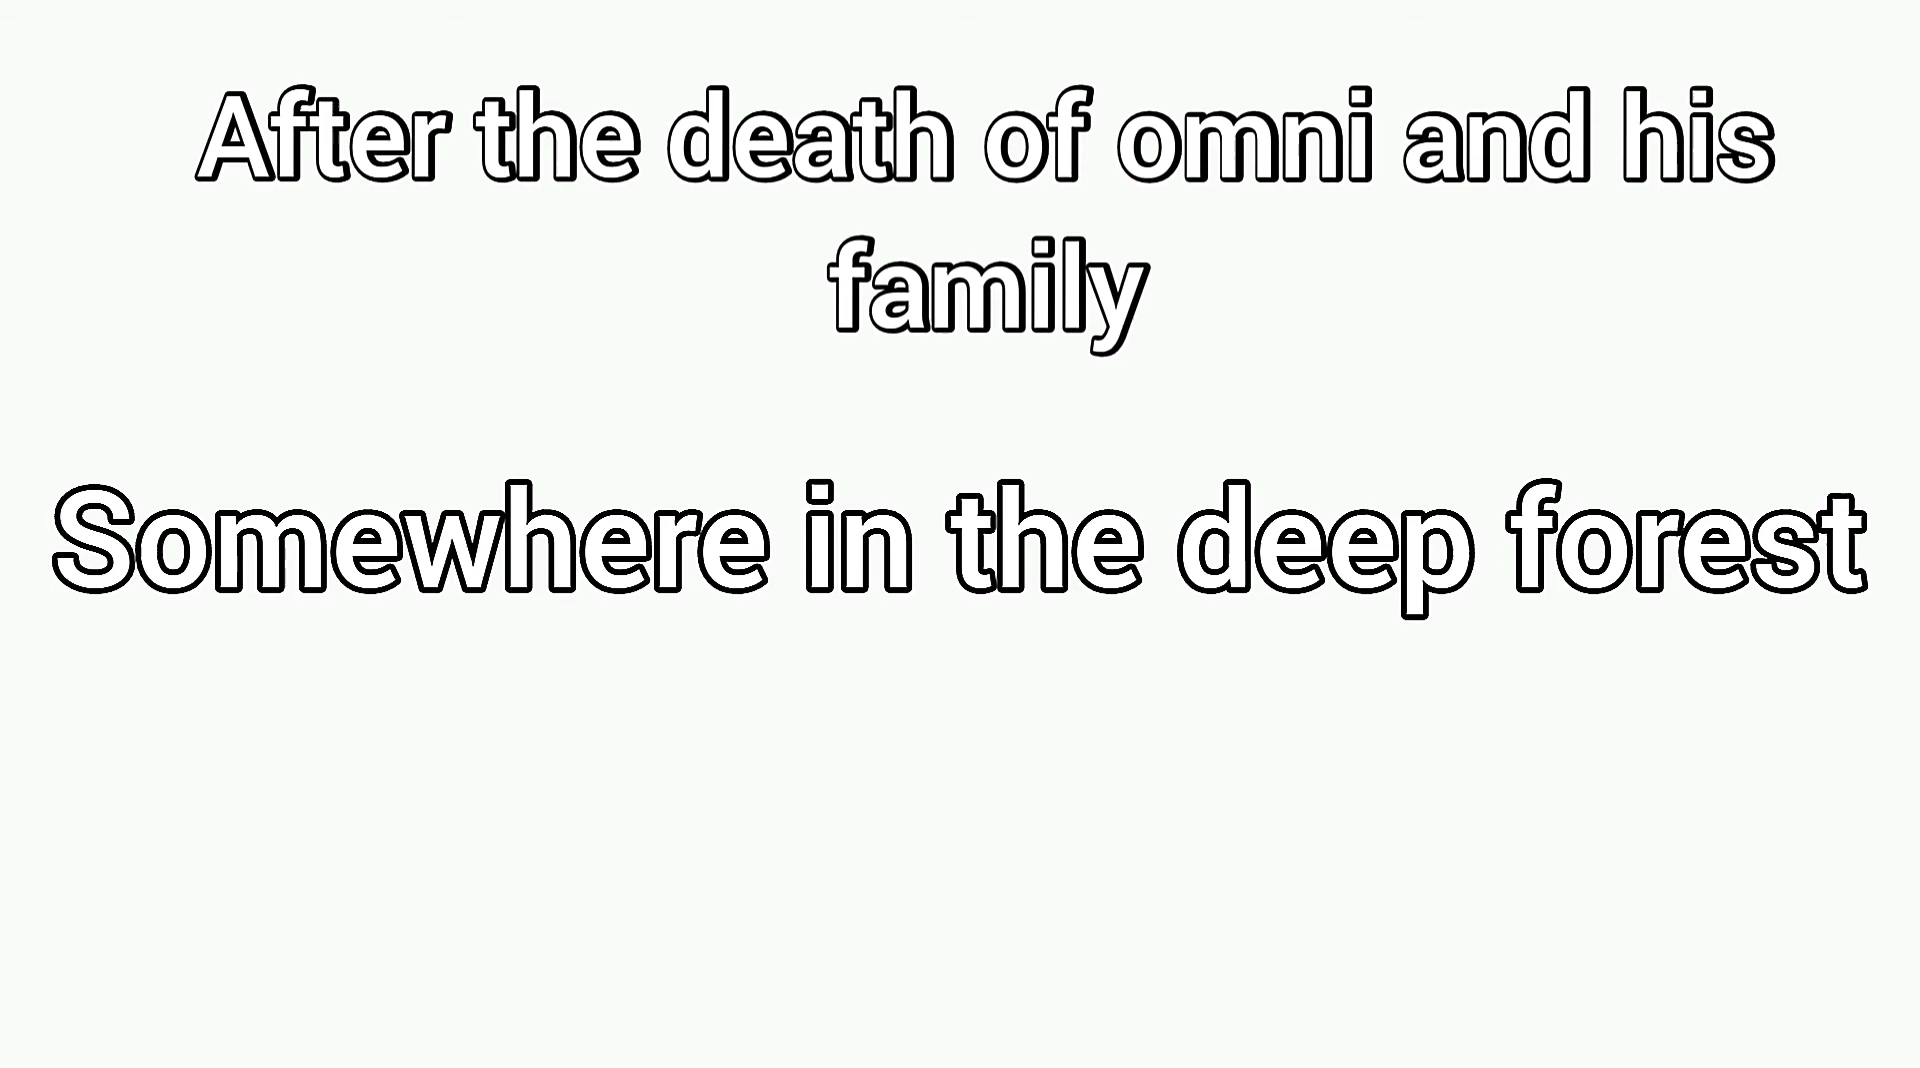 After the death of omni and his
family
Somewhere in the deep forest